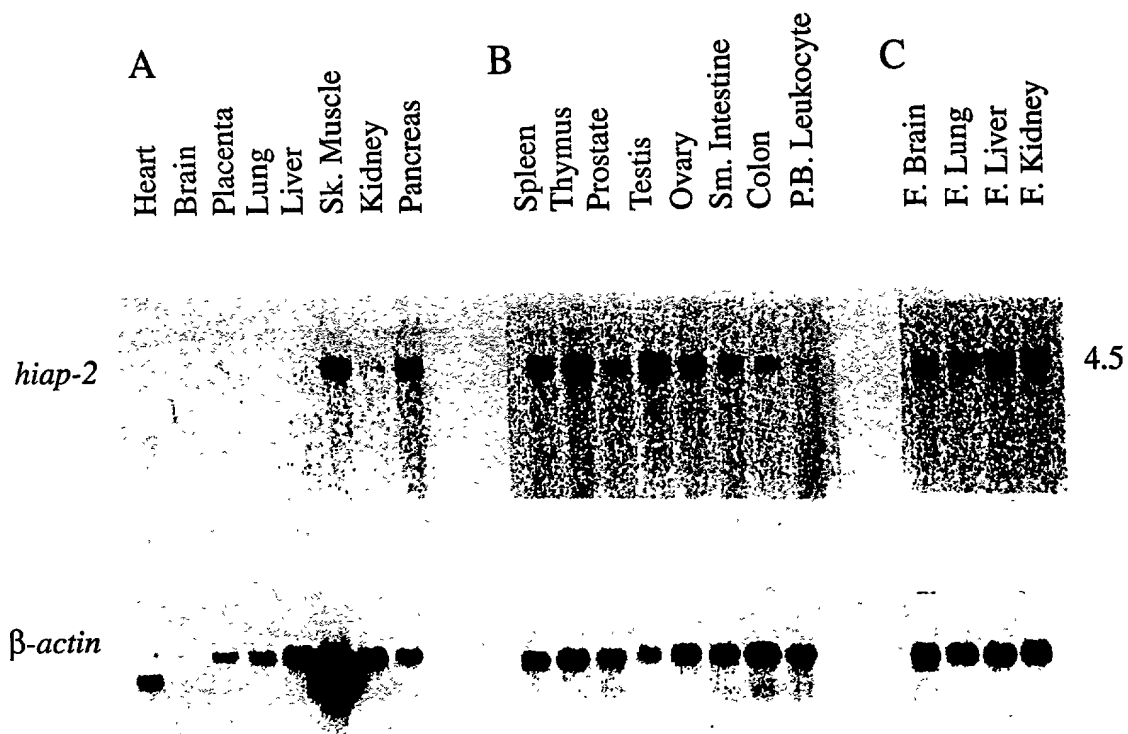 A
B
C
Heart
Brain
Placenta
Lung
Liver
Sk. Muscle
Kidney
Pancreas
Spleen
Thymus
Prostate
Testis
Ovary
Sm. Intestine
Colon
P.B. Leukocyte
F. Brain
F. Lung
F. Liver
F. Kidney
hiap-2
4.5
β-actin